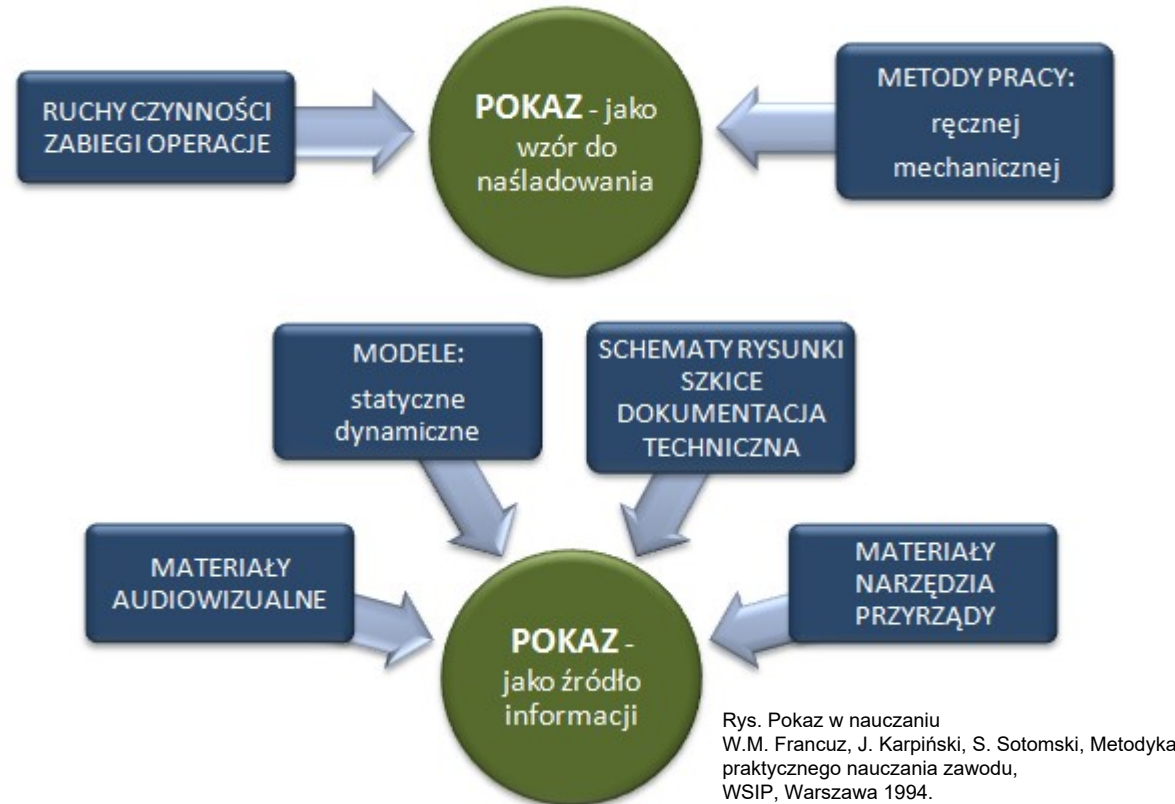 RUCHY CZYNNOŚCI
ZABIEGI OPERACJE
POKAZ - jako
wzór do
naśladowania
METODY PRACY:
ręcznej
mechanicznej
MODELE:
statyczne
dynamiczne
SCHEMATY RYSUNKI
SZKICE
DOKUMENTACJA
TECHNICZNA
MATERIAŁY
AUDIOWIZUALNE
MATERIAŁY
NARZĘDZIA
PRZYRZĄDY
POKAZ -
jako źródło
informacji
Rys. Pokaz w nauczaniu
W.M. Francuz, J. Karpiński, S. Sotomski, Metodyka
praktycznego nauczania zawodu,
WSIP, Warszawa 1994.